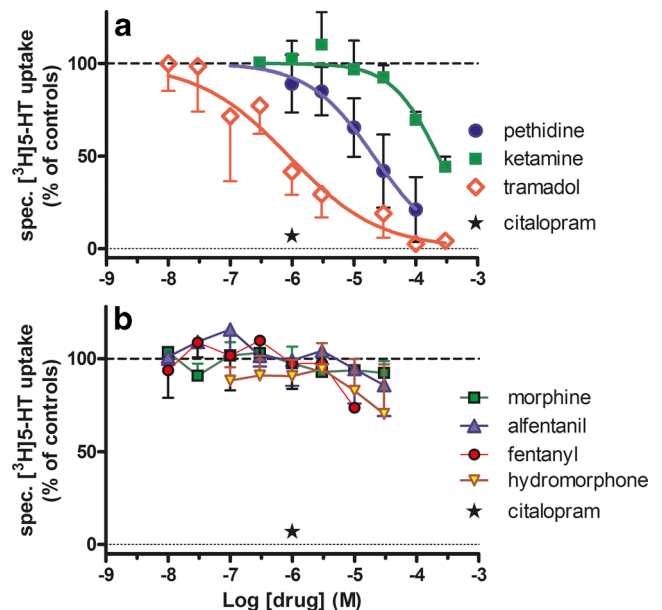 a
spec. [³H]5-HT uptake
(% of controls)
100
50
0
-9 -8 -7 -6 -5 -4 -3
pethidine
ketamine
tramadol
citalopram
b
spec. [³H]5-HT uptake
(% of controls)
100
50
0
-9 -8 -7 -6 -5 -4 -3
Log [drug] (M)
morphine
alfentanil
fentanyl
hydromorphone
citalopram